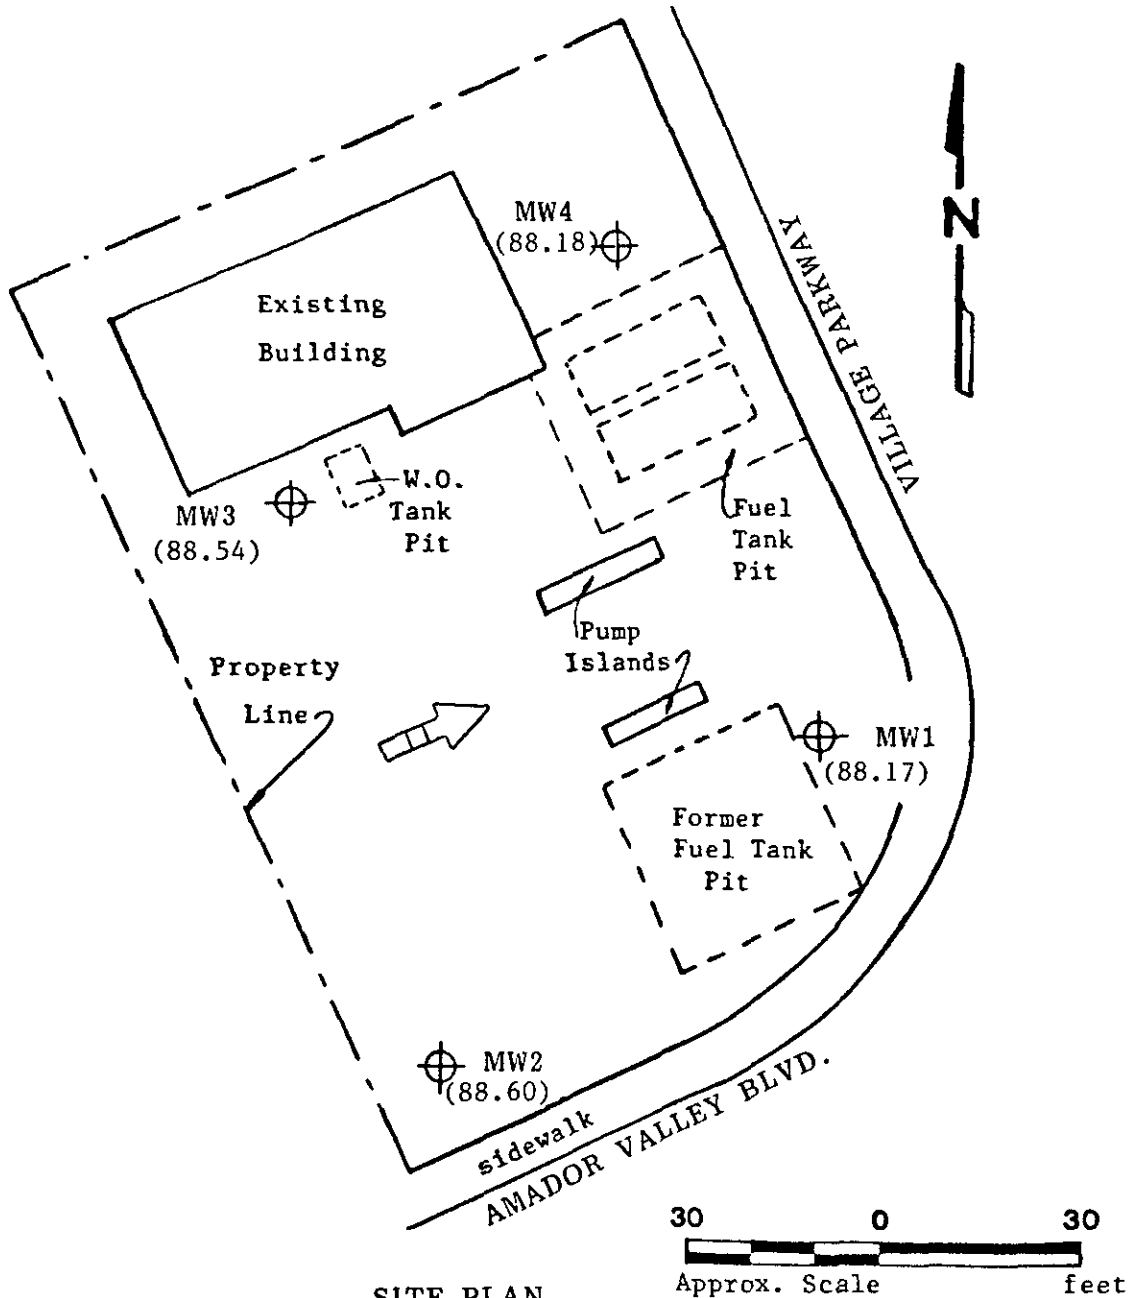 MW4
(88.18)
N
VILLAGE PARKWAY
Existing
Building
MW3
(88.54)
W.O.
Tank
Pit
Fuel
Tank
Pit
Pump
Islands
Property
Line
MW1
(88.17)
Former
Fuel Tank
Pit
MW2
(88.60)
sidewalk
AMADOR VALLEY BLVD.
30 0 30
Approx. Scale feet
SITE PLAN